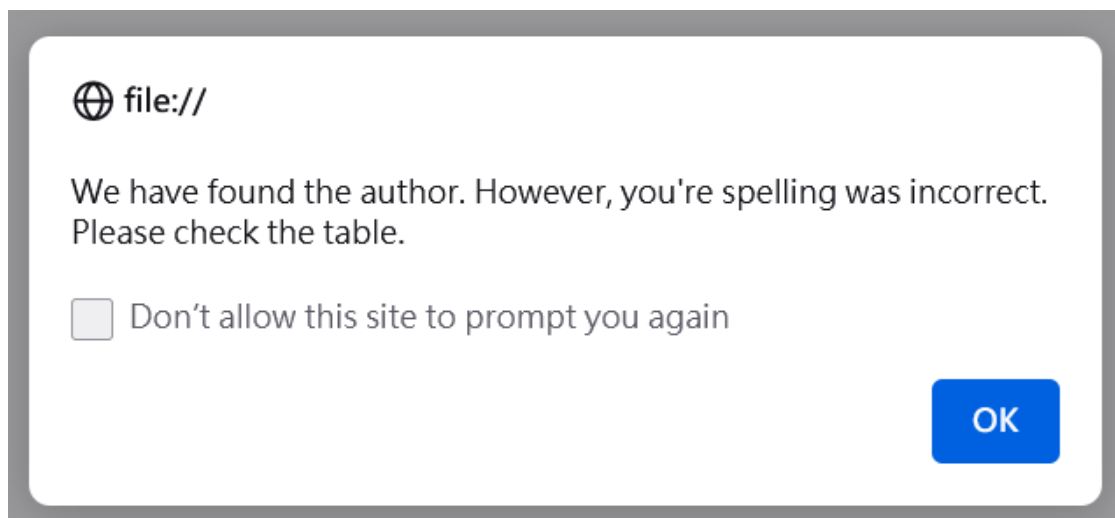 file://
We have found the author. However, you're spelling was incorrect.
Please check the table.
Don’t allow this site to prompt you again
OK